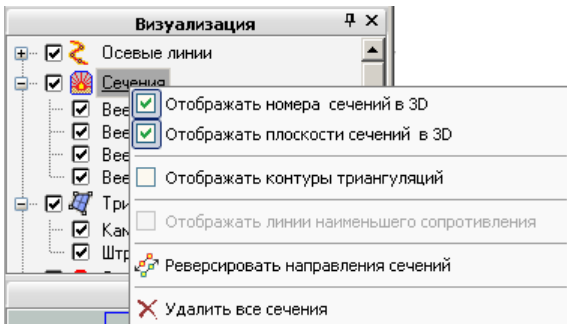 Визуализация
Осевые линии
Сечения
Вее
Отображать номера сечений в 3D
Вее
Отображать плоскости сечений в 3D
Вее
Вее
Отображать контуры триангуляций
Три
Кам
Отображать линии наименьшего сопротивления
Штр
Реверсировать направления сечений
Удалить все сечения